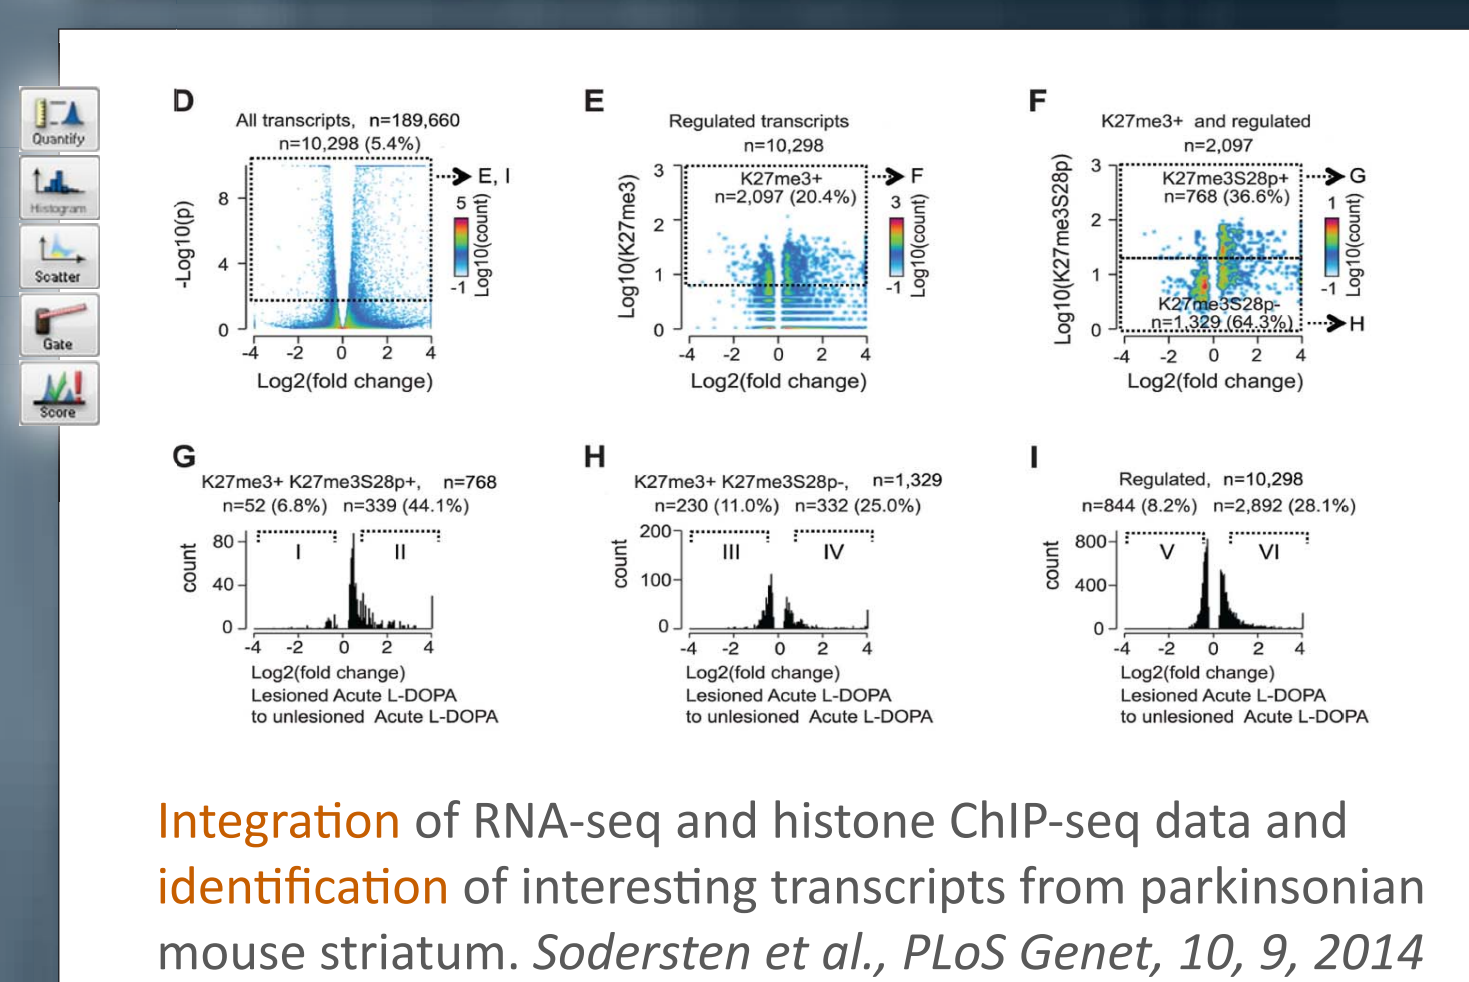 Quantify
Histogram
Scatter
Gate
Score
D
All transcripts, n=189,660
n=10,298 (5.4%)
E, I
8
4
0
-Log10(p)
5
-1
Log10(count)
-4 -2 0 2 4
Log2(fold change)
E
Regulated transcripts
n=10,298
K27me3+
n=2,097 (20.4%)
F
3
2
1
0
Log10(K27me3)
3
-1
Log10(count)
-4 -2 0 2 4
Log2(fold change)
F
K27me3+ and regulated
n=2,097
K27me3S28p+
n=768 (36.6%)
G
K27me3S28p-
n=1,329 (64.3%)
H
3
2
1
0
Log10(K27me3S28p)
1
-1
Log10(count)
-4 -2 0 2 4
Log2(fold change)
G
K27me3+ K27me3S28p+, n=768
n=52 (6.8%) n=339 (44.1%)
I II
80
40
0
count
-4 -2 0 2 4
Log2(fold change)
Lesioned Acute L-DOPA
to unlesioned Acute L-DOPA
H
K27me3+ K27me3S28p-, n=1,329
n=230 (11.0%) n=332 (25.0%)
III IV
200
100
0
count
-4 -2 0 2 4
Log2(fold change)
Lesioned Acute L-DOPA
to unlesioned Acute L-DOPA
I
Regulated, n=10,298
n=844 (8.2%) n=2,892 (28.1%)
V VI
800
400
0
count
-4 -2 0 2 4
Log2(fold change)
Lesioned Acute L-DOPA
to unlesioned Acute L-DOPA
Integration of RNA-seq and histone ChIP-seq data and
identification of interesting transcripts from parkinsonian
mouse striatum. Sodersten et al., PLoS Genet, 10, 9, 2014